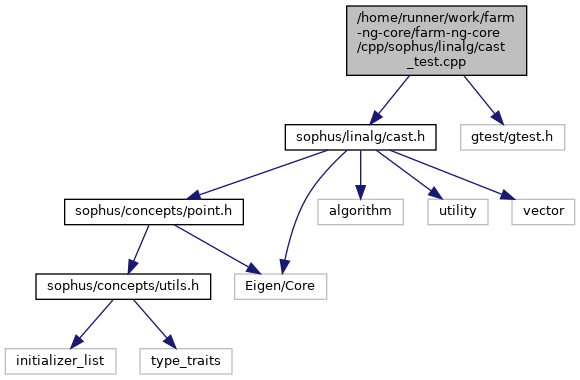 /home/runner/work/farm
-ng-core/farm-ng-core
/cpp/sophus/linalg/cast
_test.cpp
sophus/linalg/cast.h
gtest/gtest.h
sophus/concepts/point.h
algorithm
utility
vector
sophus/concepts/utils.h
Eigen/Core
initializer_list
type_traits